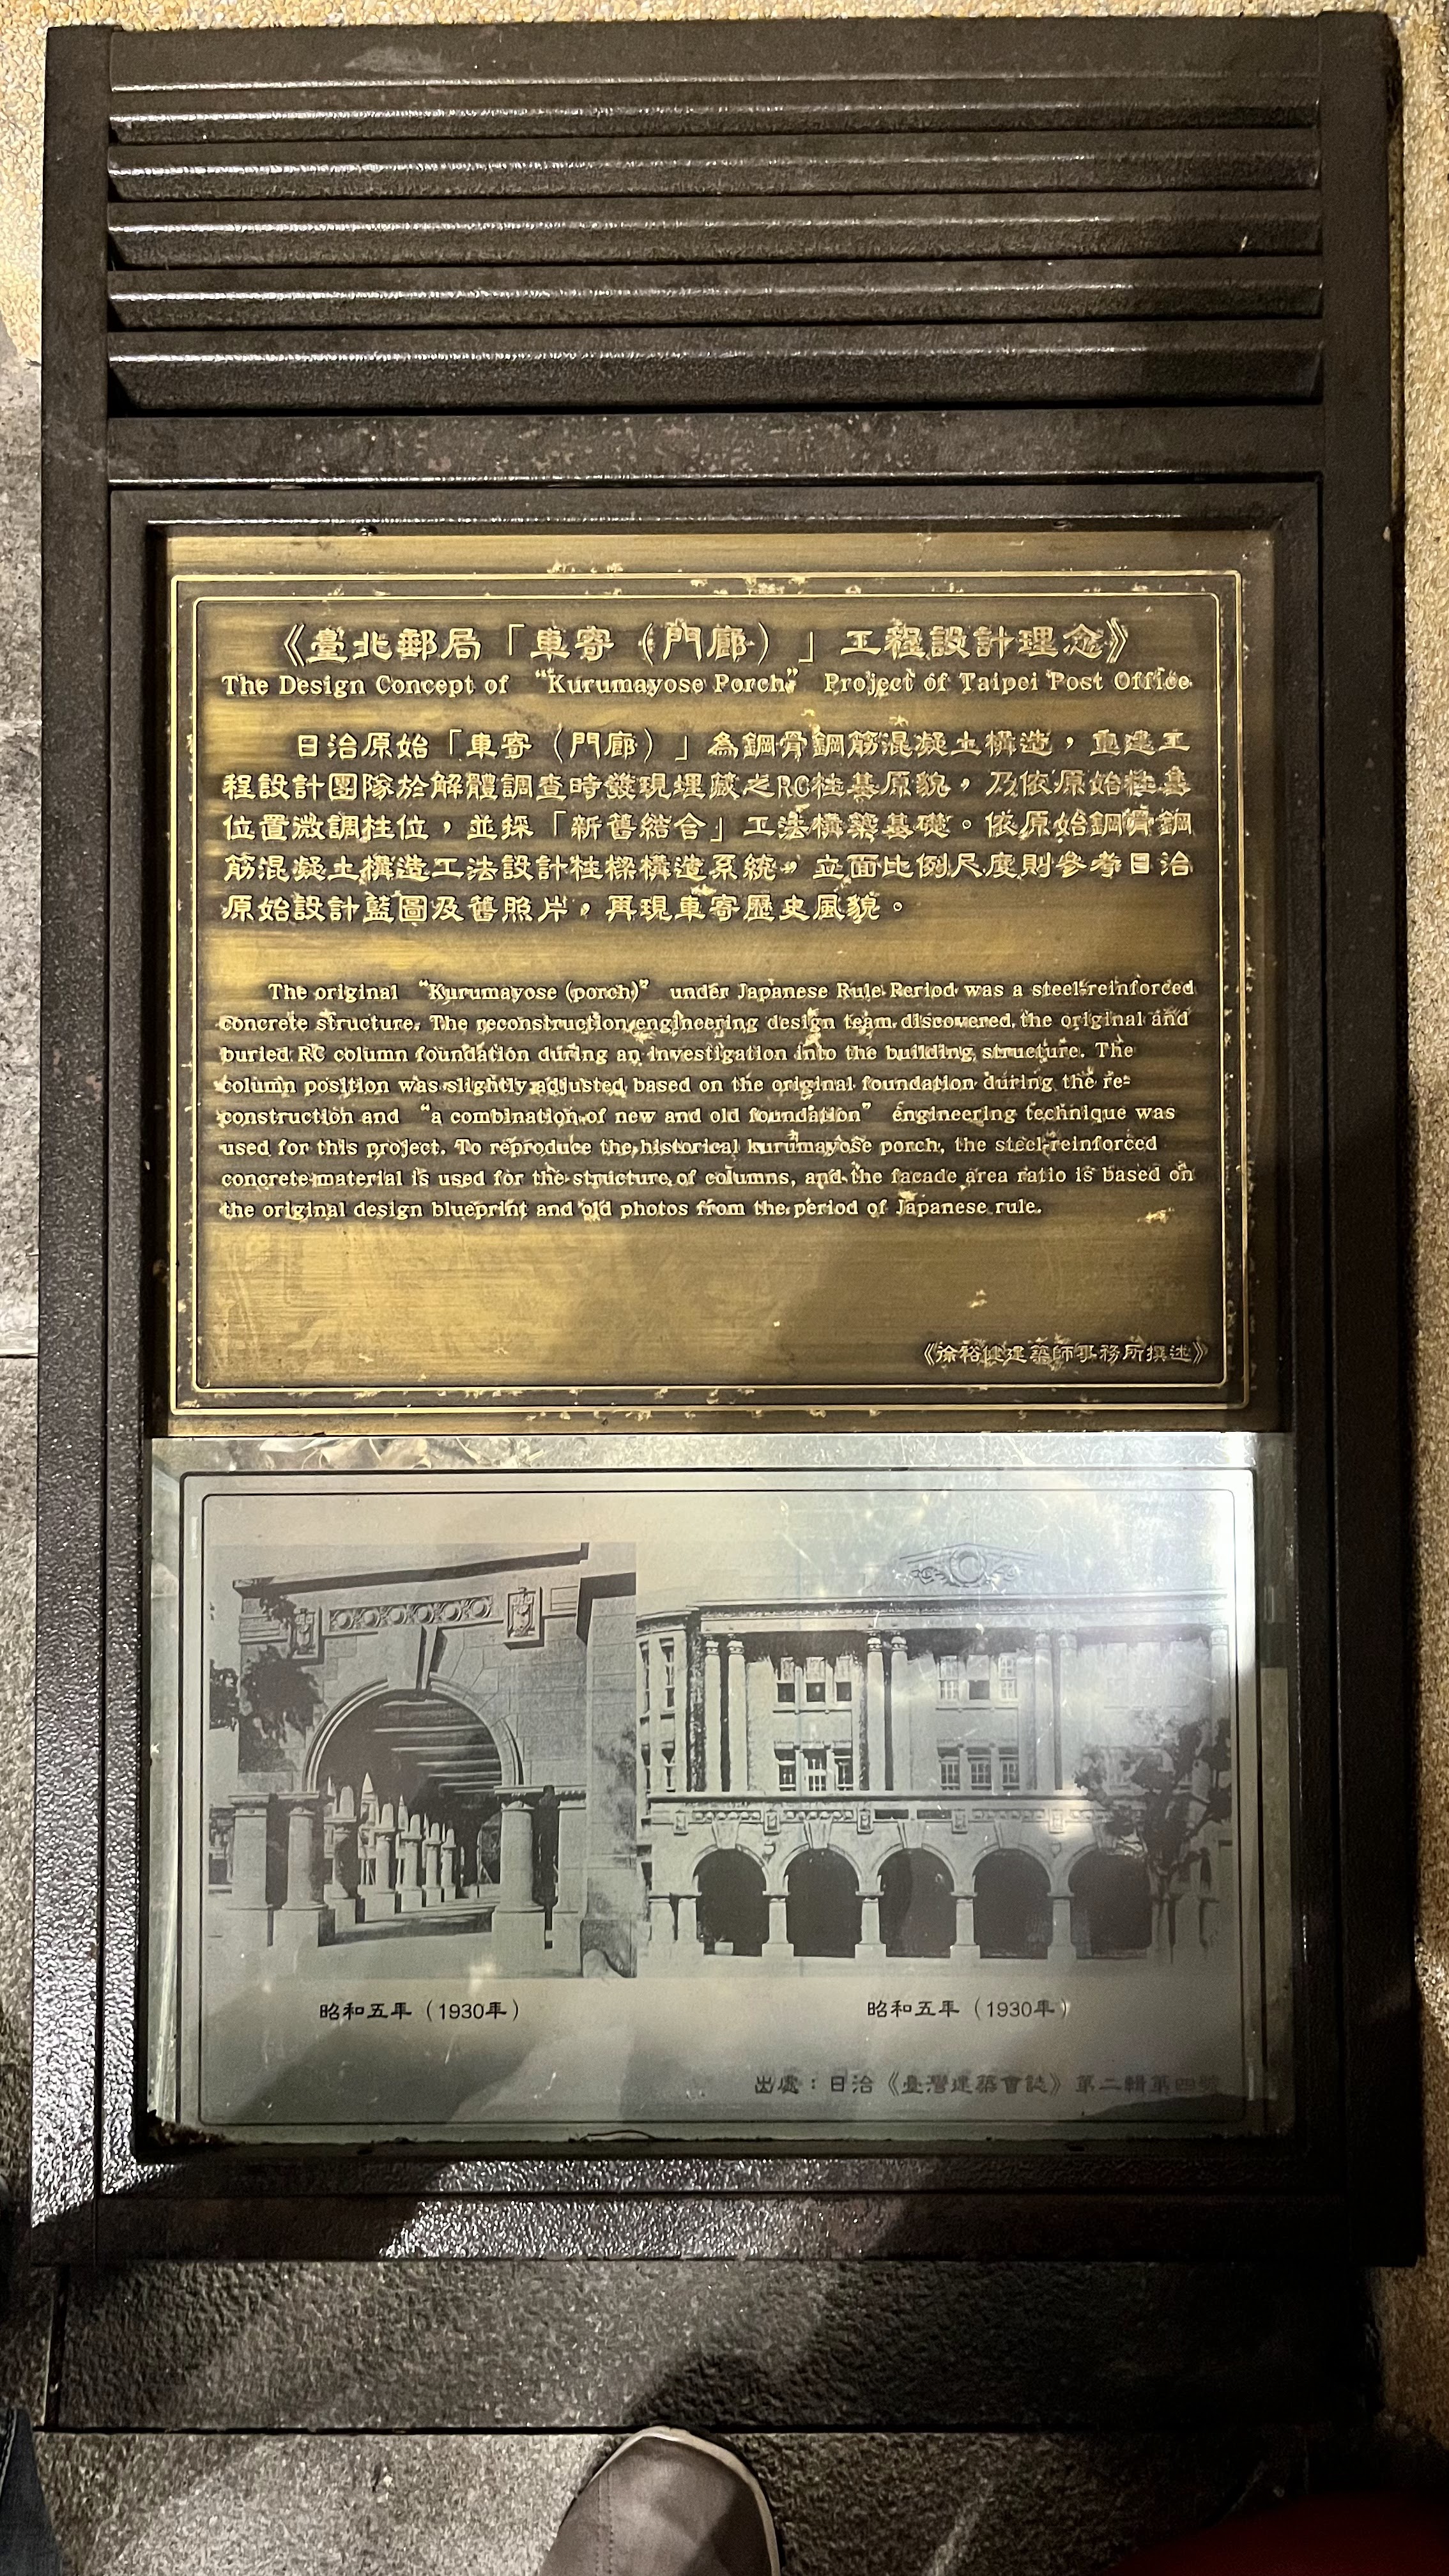 《臺北郵局「車寄（門廊）」工程設計理念》
The Design Concept of “Kurumayose Porch” Project of Taipei Post Office
日治原始「車寄（門廊）」為鋼骨鋼筋混凝土構造，重建工
程設計團隊於解體調查時發現埋藏之RC柱基原貌，乃依原始柱基
位置微調柱位，並採「新舊結合」工法構築基礎。依原始鋼骨鋼
筋混凝土構造工法設計柱樑構造系統，立面比例尺度則參考日治
原始設計藍圖及舊照片，再現車寄歷史風貌。
The original “Kurumayose (porch)” under Japanese Rule Period was a steel-reinforced
concrete structure. The reconstruction engineering design team discovered the original and
buried RC column foundation during an investigation into the building structure. The
column position was slightly adjusted based on the original foundation during the re-
construction and “a combination of new and old foundation” engineering technique was
used for this project. To reproduce the historical kurumayose porch, the steel-reinforced
concrete material is used for the structure of columns, and the facade area ratio is based on
the original design blueprint and old photos from the period of Japanese rule.
《徐裕健建築師事務所撰述》
昭和五年（1930年）
昭和五年（1930年）
出處：日治《臺灣建築會誌》第二輯第四號